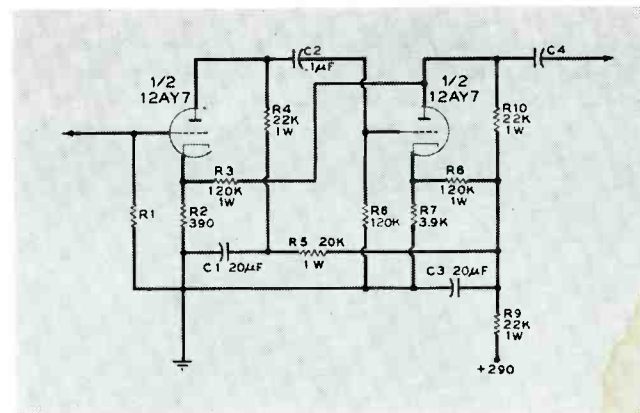 C2
.1µF
C4
1/2
12AY7
1/2
12AY7
R4
22K
1W
R10
22K
1W
R3
120K
1W
R6
120K
1W
R1
R2
390
R6
120K
R7
3.9K
R5 20K
1W
C1 20µF
C3 20µF
R9
22K
1W
+290